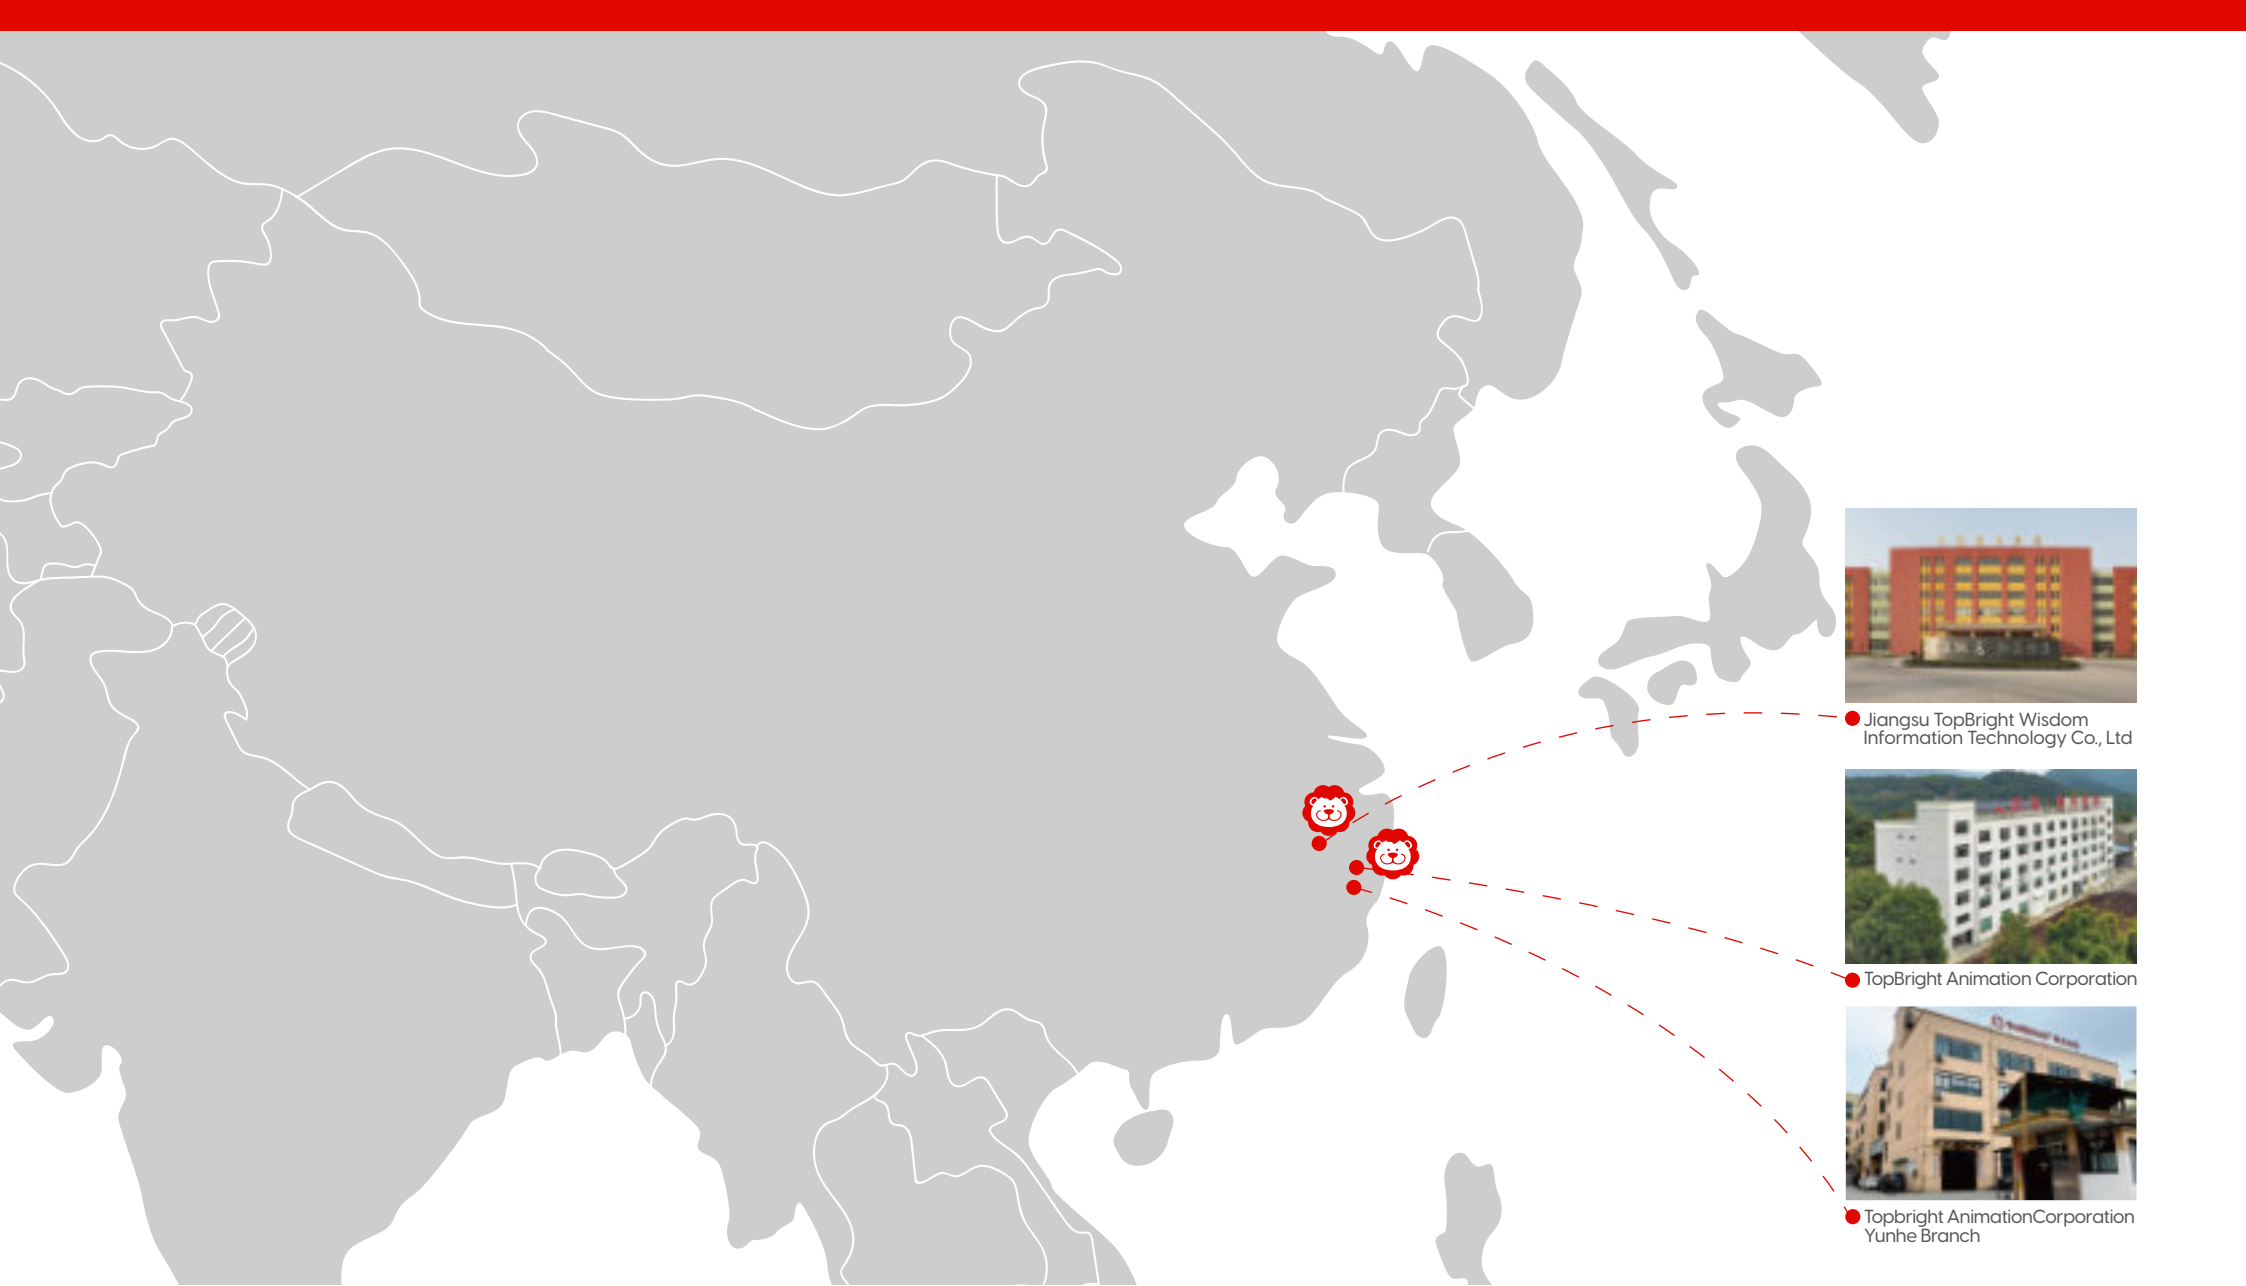 Jiangsu TopBright Wisdom
Information Technology Co., Ltd
TopBright Animation Corporation
Topbright AnimationCorporation
Yunhe Branch